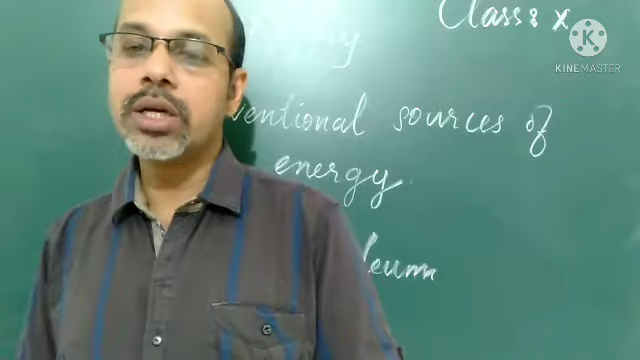 Class: X
KINEMASTER
ventional sources of
energy.
leum